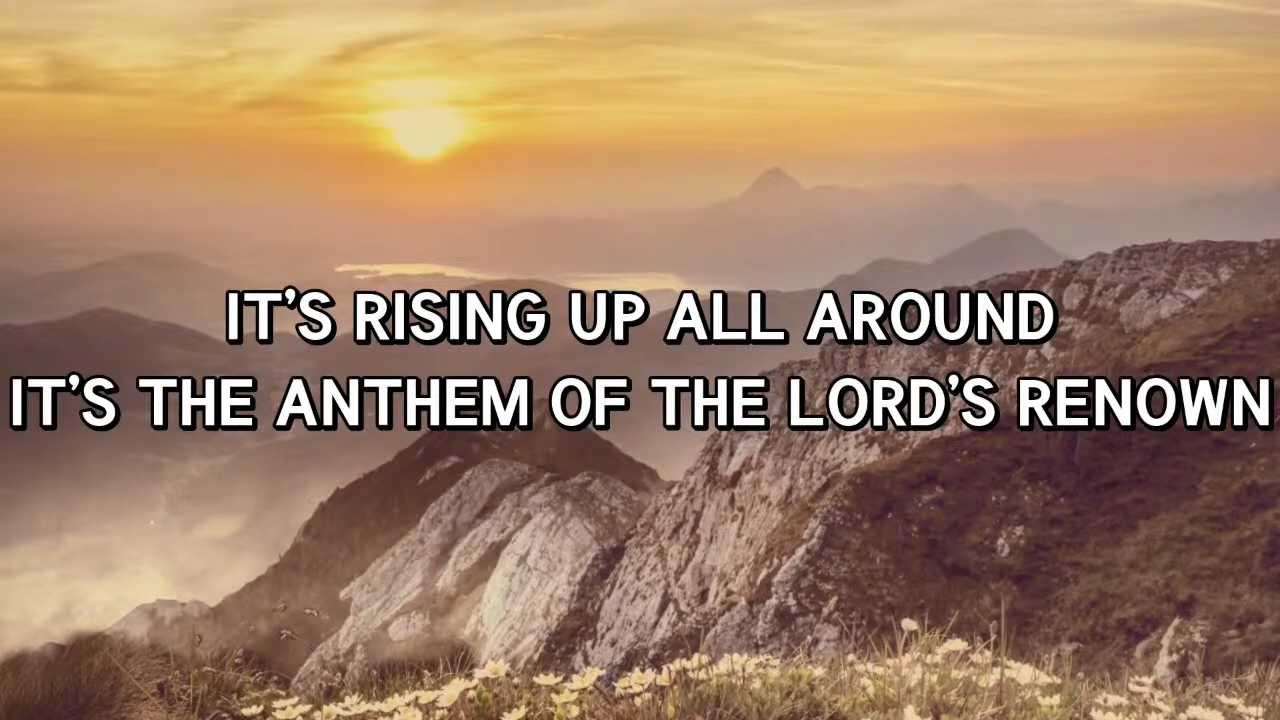 IT'S RISING UP ALL AROUND
IT'S THE ANTHEM OF THE LORD'S RENOWN